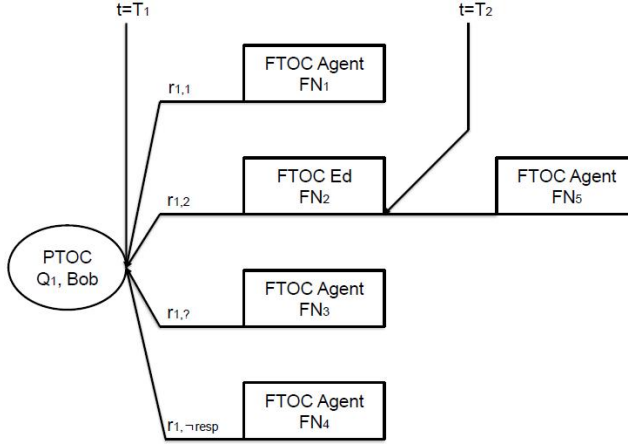 t=T₁
t=T₂
FTOC Agent
FN₁
r₁,₁
FTOC Ed
FN₂
r₁,₂
FTOC Agent
FN₅
PTOC
Q₁, Bob
FTOC Agent
FN₃
r₁,?
FTOC Agent
FN₄
r₁,¬resp